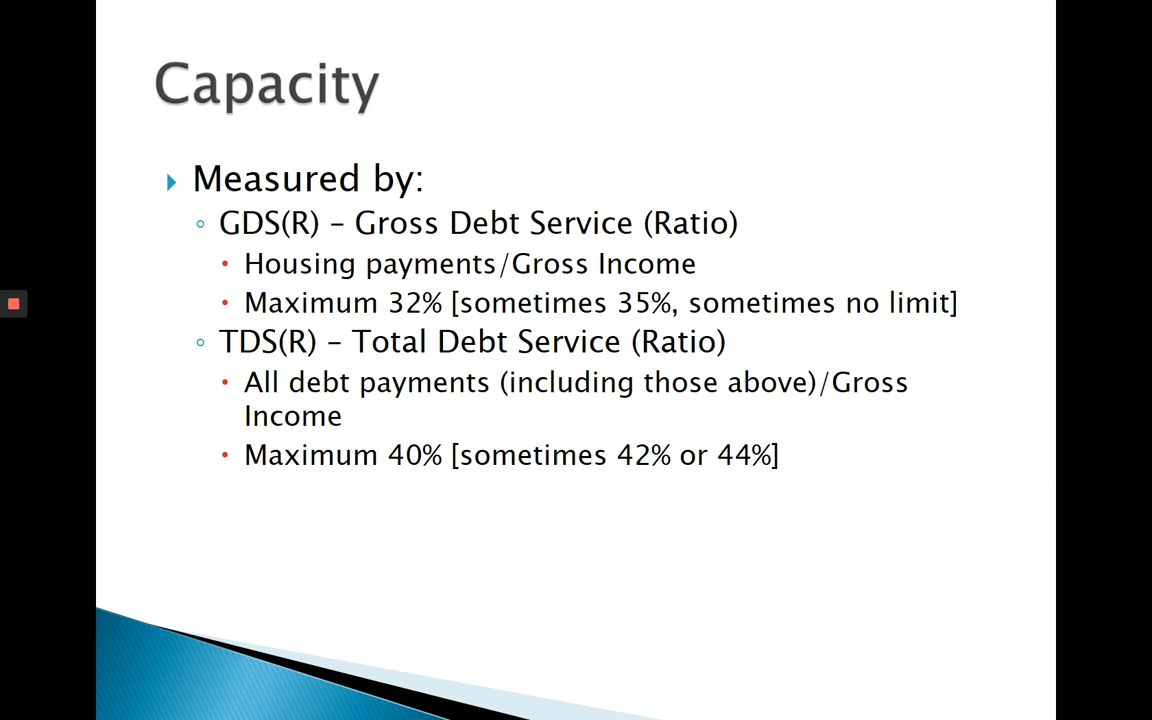 Capacity
Measured by:
GDS(R) – Gross Debt Service (Ratio)
Housing payments/Gross Income
Maximum 32% [sometimes 35%, sometimes no limit]
TDS(R) – Total Debt Service (Ratio)
All debt payments (including those above)/Gross
Income
Maximum 40% [sometimes 42% or 44%]